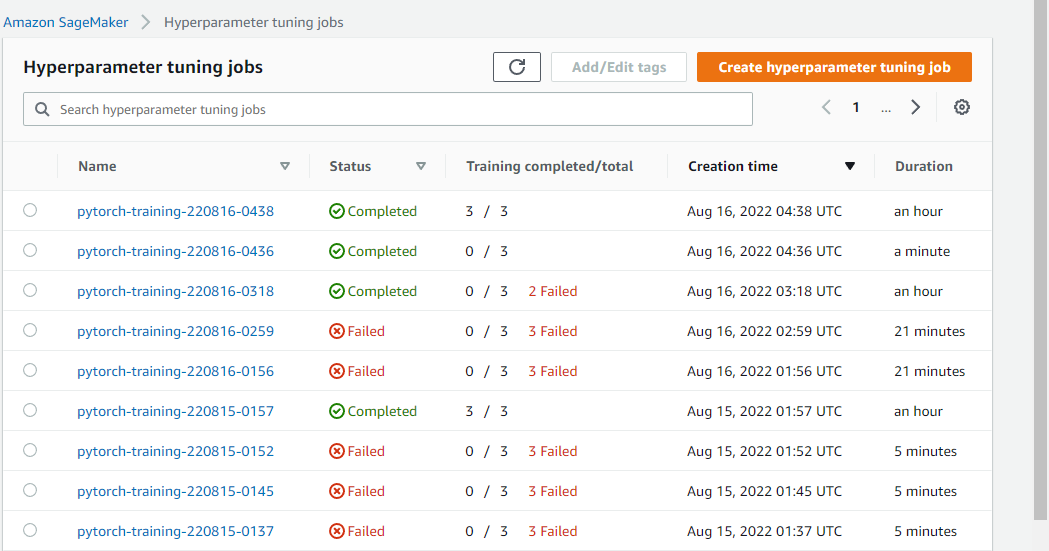 Amazon SageMaker > Hyperparameter tuning jobs
Hyperparameter tuning jobs Add/Edit tags Create hyperparameter tuning job
Search hyperparameter tuning jobs 1 ...
Name Status Training completed/total Creation time Duration
pytorch-training-220816-0438 Completed 3 / 3 Aug 16, 2022 04:38 UTC an hour
pytorch-training-220816-0436 Completed 0 / 3 Aug 16, 2022 04:36 UTC a minute
pytorch-training-220816-0318 Completed 0 / 3 2 Failed Aug 16, 2022 03:18 UTC an hour
pytorch-training-220816-0259 Failed 0 / 3 3 Failed Aug 16, 2022 02:59 UTC 21 minutes
pytorch-training-220816-0156 Failed 0 / 3 3 Failed Aug 16, 2022 01:56 UTC 21 minutes
pytorch-training-220815-0157 Completed 3 / 3 Aug 15, 2022 01:57 UTC an hour
pytorch-training-220815-0152 Failed 0 / 3 3 Failed Aug 15, 2022 01:52 UTC 5 minutes
pytorch-training-220815-0145 Failed 0 / 3 3 Failed Aug 15, 2022 01:45 UTC 5 minutes
pytorch-training-220815-0137 Failed 0 / 3 3 Failed Aug 15, 2022 01:37 UTC 5 minutes